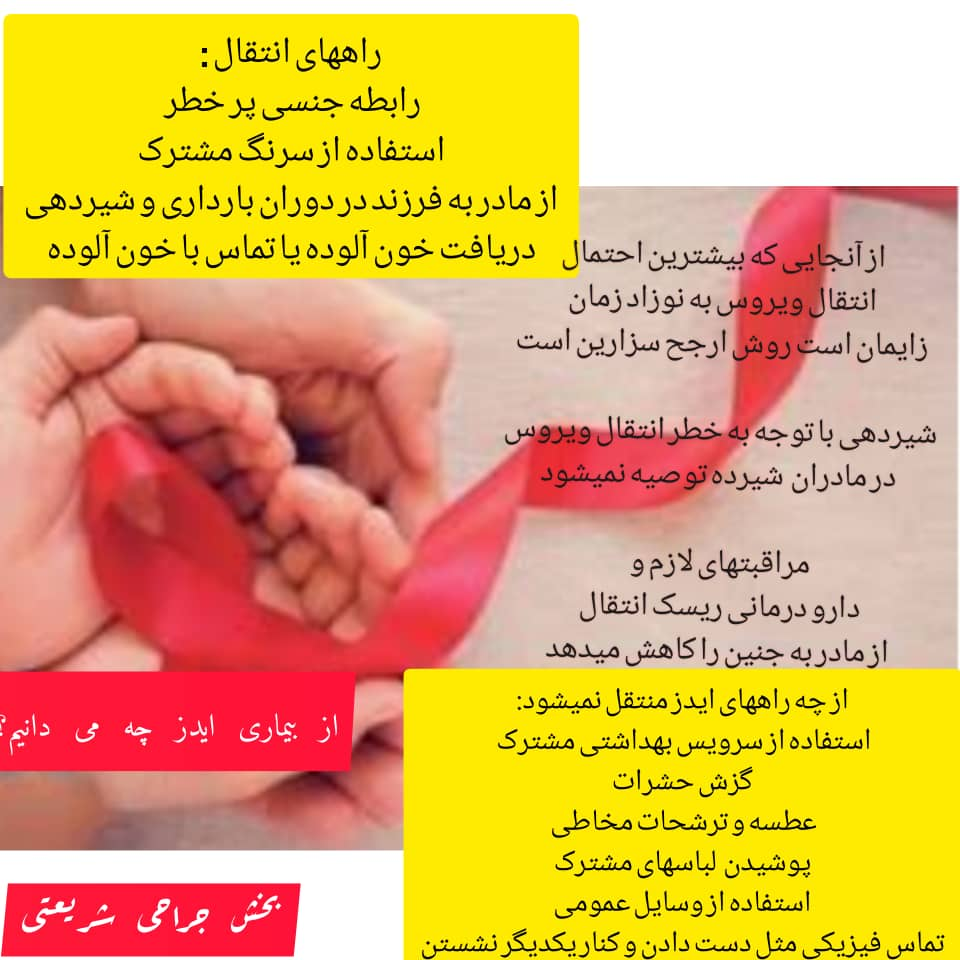 راههای انتقال :
رابطه جنسی پر خطر
استفاده از سرنگ مشترک
از مادر به فرزند در دوران بارداری و شیردهی
دریافت خون آلوده یا تماس با خون آلوده
از آنجایی که بیشترین احتمال
انتقال ویروس به نوزاد زمان
زایمان است روش ارجح سزارین است
شیردهی با توجه به خطر انتقال ویروس
در مادران شیرده توصیه نمیشود
مراقبتهای لازم و
دارو درمانی ریسک انتقال
از مادر به جنین را کاهش میدهد
از بیماری ایدز چه می دانیم؟
از چه راههای ایدز منتقل نمیشود:
استفاده از سرویس بهداشتی مشترک
گزش حشرات
عطسه و ترشحات مخاطی
پوشیدن لباسهای مشترک
استفاده از وسایل عمومی
تماس فیزیکی مثل دست دادن و کنار یکدیگر نشستن
بخش جراحی شریعتی